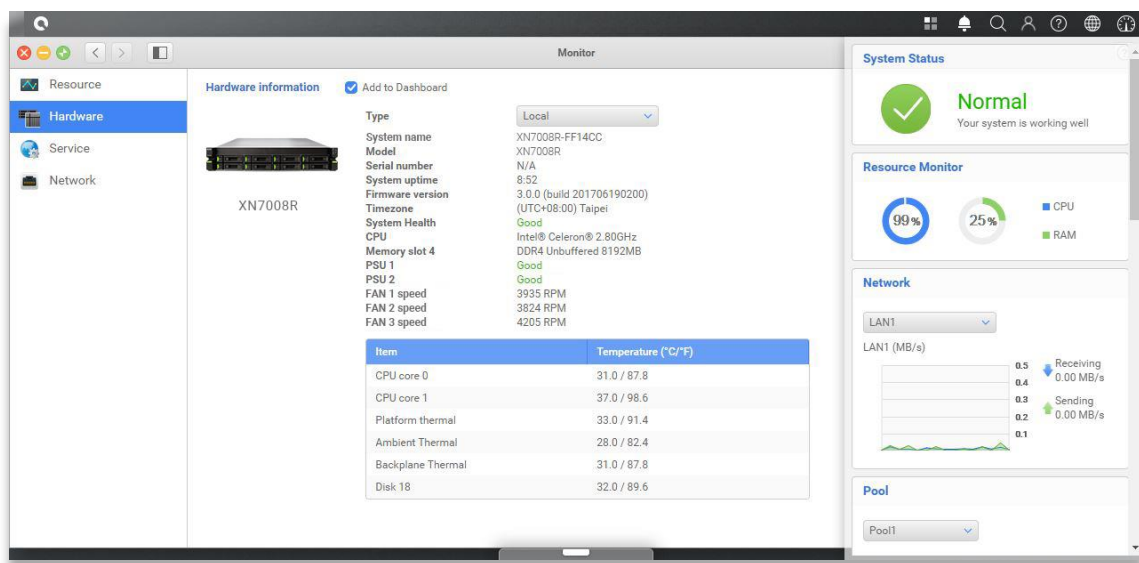 Monitor
Resource
Hardware
Service
Network
Hardware information
Add to Dashboard
XN7008R
Type Local
System name XN7008R-FF14CC
Model XN7008R
Serial number N/A
System uptime 8:52
Firmware version 3.0.0 (build 201706190200)
Timezone (UTC+08:00) Taipei
System Health Good
CPU Intel® Celeron® 2.80GHz
Memory slot 4 DDR4 Unbuffered 8192MB
PSU 1 Good
PSU 2 Good
FAN 1 speed 3935 RPM
FAN 2 speed 3824 RPM
FAN 3 speed 4205 RPM
Item Temperature (°C/°F)
CPU core 0 31.0 / 87.8
CPU core 1 37.0 / 98.6
Platform thermal 33.0 / 91.4
Ambient Thermal 28.0 / 82.4
Backplane Thermal 31.0 / 87.8
Disk 18 32.0 / 89.6
System Status
Normal
Your system is working well
Resource Monitor
99%
25%
CPU
RAM
Network
LAN1
LAN1 (MB/s)
0.5
0.4
0.3
0.2
0.1
Receiving
0.00 MB/s
Sending
0.00 MB/s
Pool
Pool1